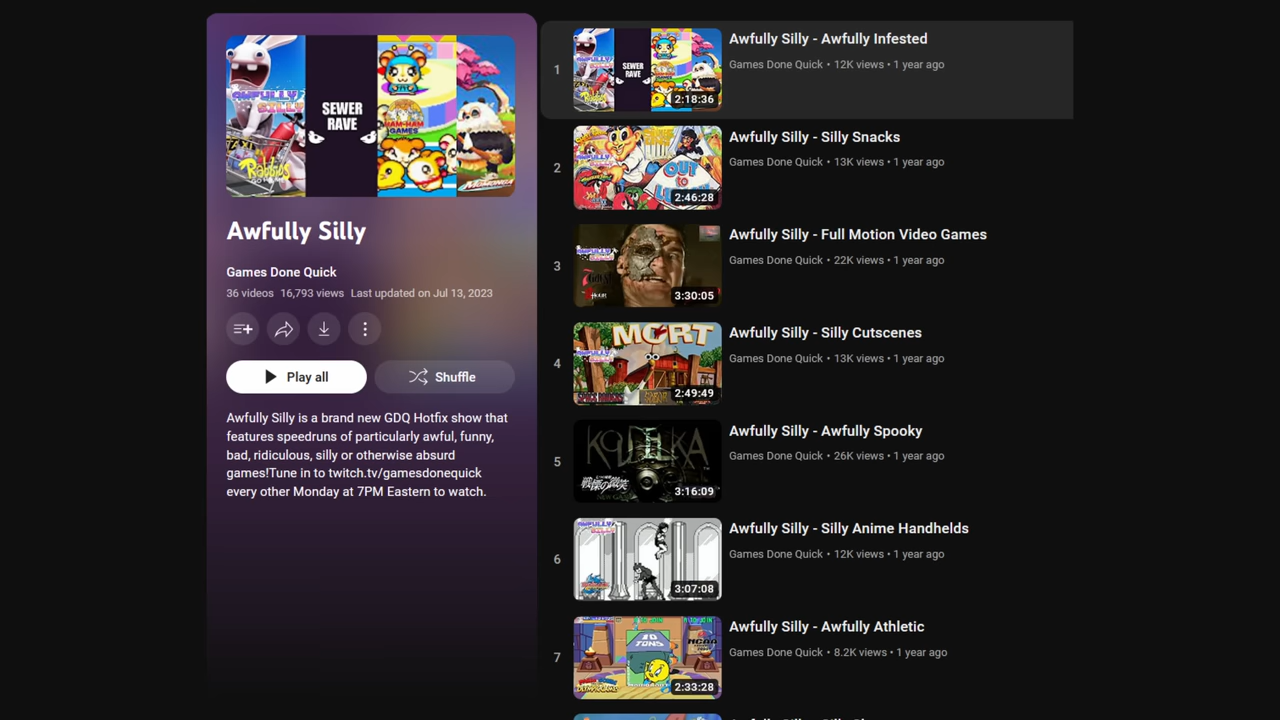 AWFULLY
SILLY
TAXI
Rabbids
SEWER
RAVE
HAM-HAM
GAMES
Awfully Silly
Games Done Quick
36 videos 16,793 views Last updated on Jul 13, 2023
Play all
Shuffle
Awfully Silly is a brand new GDQ Hotfix show that
features speedruns of particularly awful, funny,
bad, ridiculous, silly or otherwise absurd
games!Tune in to twitch.tv/gamesdonequick
every other Monday at 7PM Eastern to watch.
1
SEWER
RAVE
2:18:36
Awfully Silly - Awfully Infested
Games Done Quick • 12K views • 1 year ago
2
OUT
to
2:46:28
Awfully Silly - Silly Snacks
Games Done Quick • 13K views • 1 year ago
3
3:30:05
Awfully Silly - Full Motion Video Games
Games Done Quick • 22K views • 1 year ago
4
2:49:49
Awfully Silly - Silly Cutscenes
Games Done Quick • 13K views • 1 year ago
5
KOUDELKA
3:16:09
Awfully Silly - Awfully Spooky
Games Done Quick • 26K views • 1 year ago
6
AWFULLY
SILLY
3:07:08
Awfully Silly - Silly Anime Handhelds
Games Done Quick • 12K views • 1 year ago
7
10
TONS
2:33:28
Awfully Silly - Awfully Athletic
Games Done Quick • 8.2K views • 1 year ago